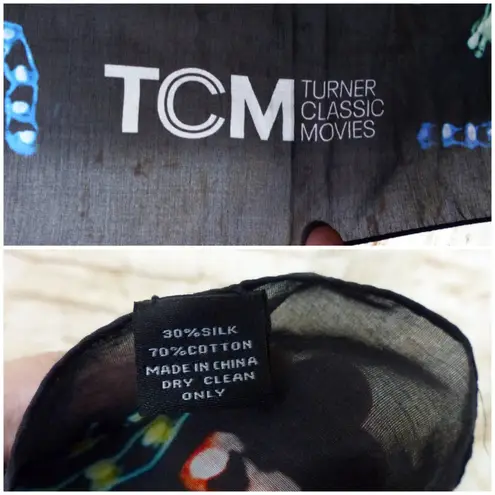 TCM
TURNER
CLASSIC
MOVIES
30%SILK
70%COTTON
MADE IN CHINA
DRY CLEAN
ONLY